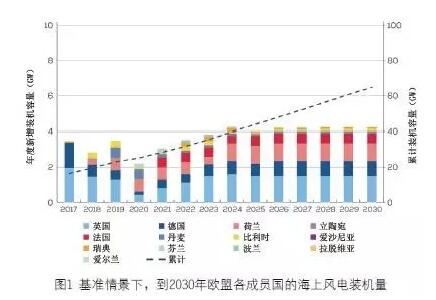 年度新增装机容量（GW）
10
8
6
4
2
0
累计装机容量（GW）
100
80
60
40
20
0
2017 2018 2019 2020 2021 2022 2023 2024 2025 2026 2027 2028 2029 2030
英国 德国 荷兰 立陶宛
法国 丹麦 比利时 爱沙尼亚
瑞典 芬兰 波兰 拉脱维亚
爱尔兰 累计
图1 基准情景下，到2030年欧盟各成员国的海上风电装机量